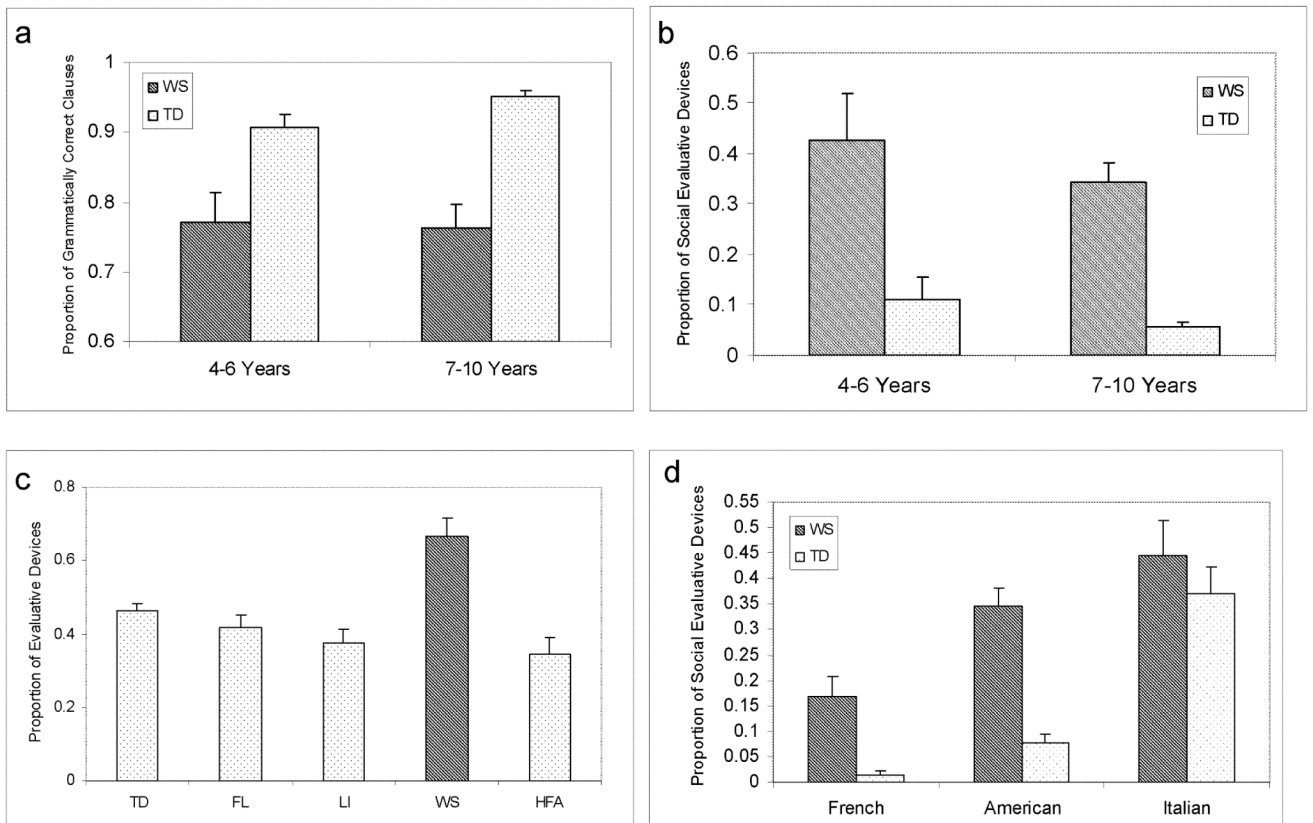 a
Proportion of Grammatically Correct Clauses
1
0.9
0.8
0.7
0.6
WS
TD
4-6 Years
7-10 Years
b
Proportion of Social Evaluative Devices
0.6
0.5
0.4
0.3
0.2
0.1
0
WS
TD
4-6 Years
7-10 Years
c
Proportion of Evaluative Devices
0.8
0.6
0.4
0.2
0
TD
FL
LI
WS
HFA
d
Proportion of Social Evaluative Devices
0.55
0.5
0.45
0.4
0.35
0.3
0.25
0.2
0.15
0.1
0.05
0
WS
TD
French
American
Italian